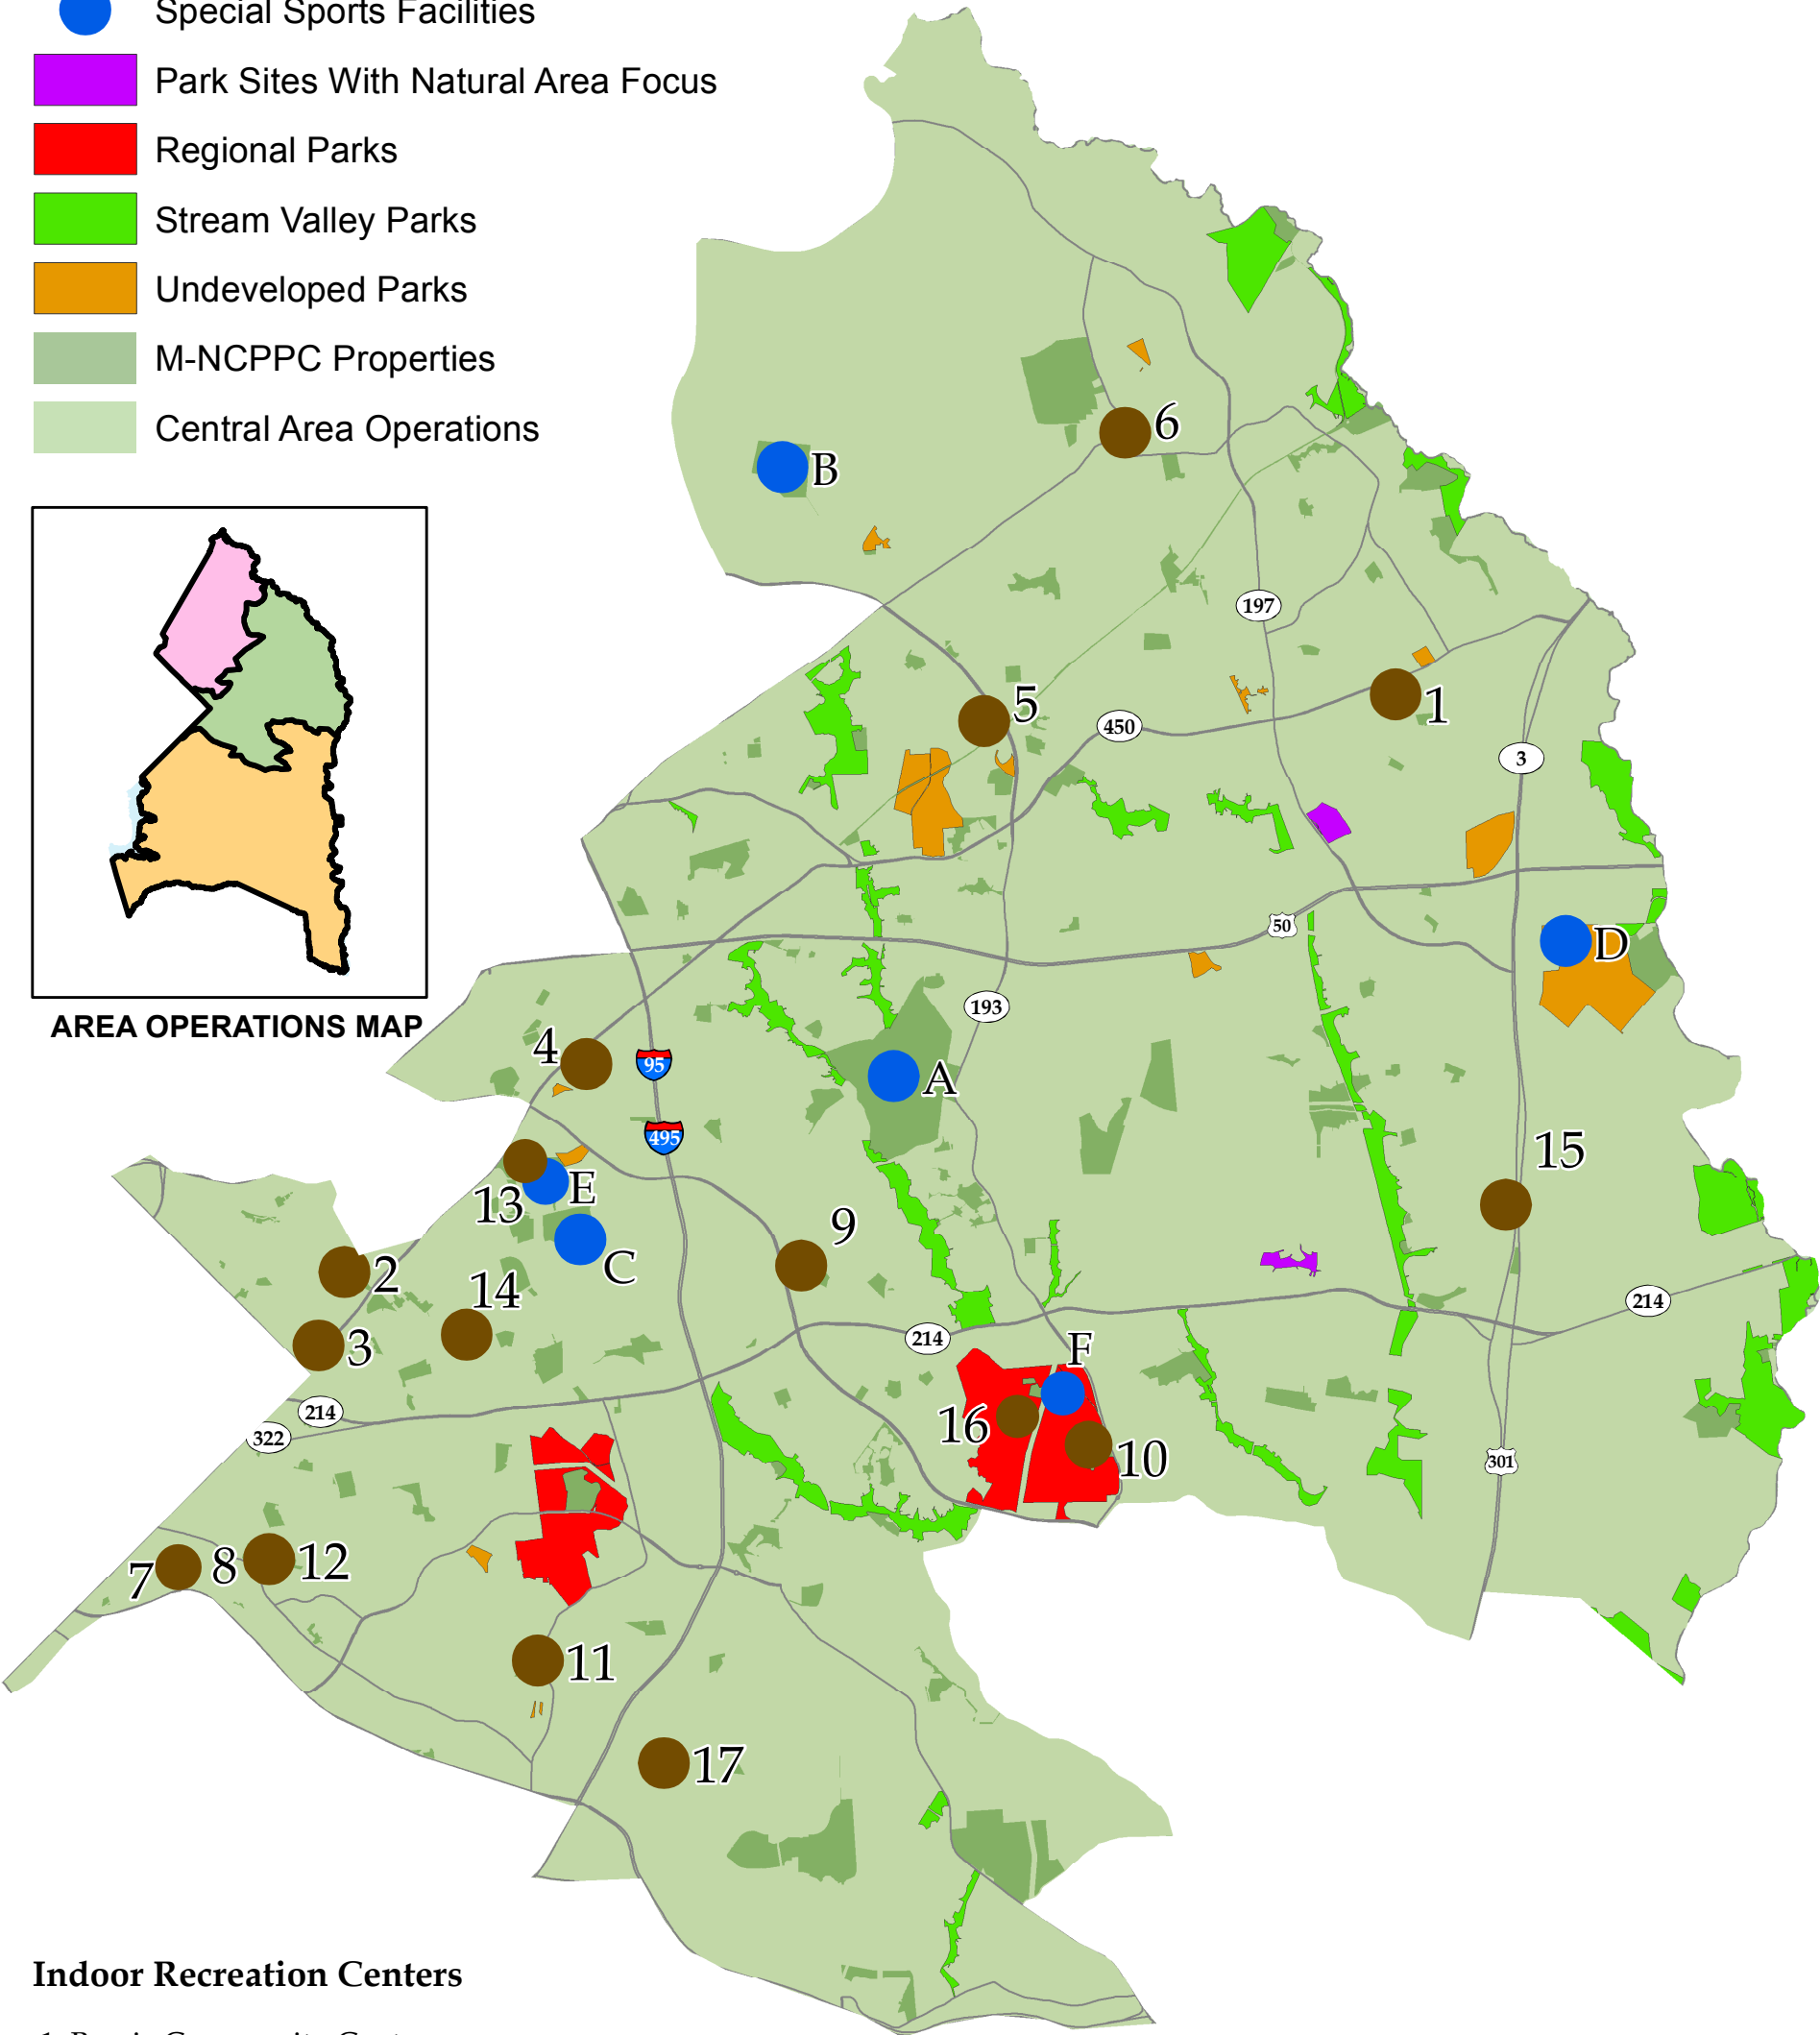 Special Sports Facilities
Park Sites With Natural Area Focus
Regional Parks
Stream Valley Parks
Undeveloped Parks
M-NCPPC Properties
Central Area Operations
AREA OPERATIONS MAP
6
B
197
5
1
450
3
50
D
193
4
95
A
495
15
13
E
9
C
2
14
214
3
214
F
214
16
322
10
301
7
8
12
11
17
Indoor Recreation Centers